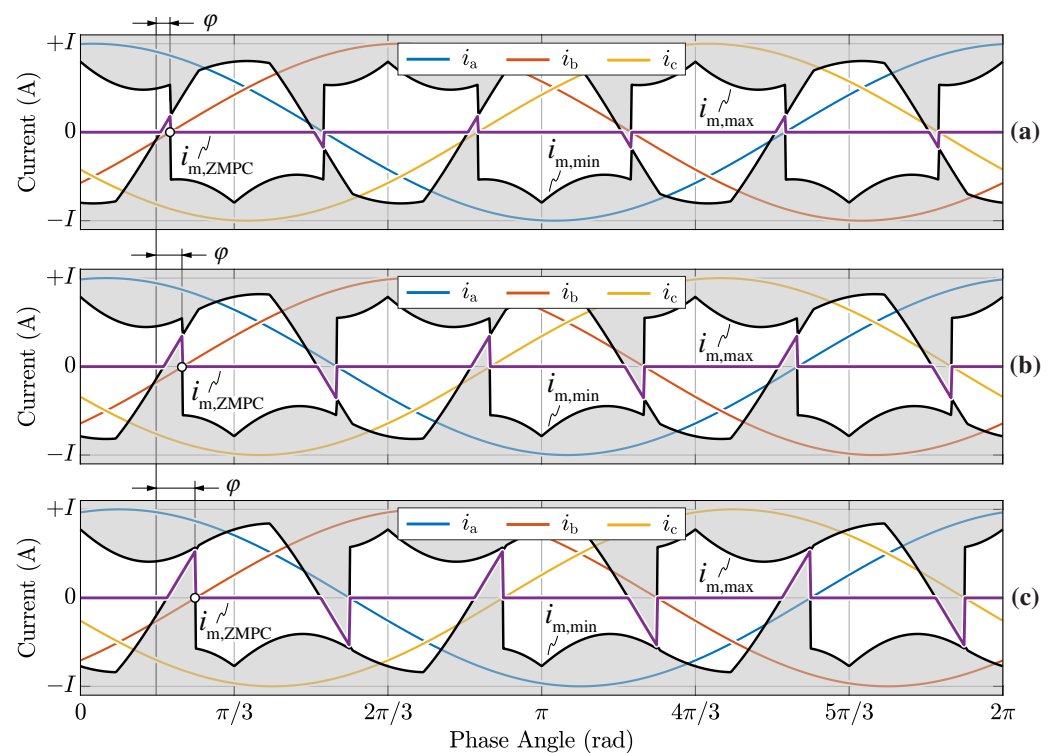 φ
+I
i_a i_b i_c
i_m,max
Current (A)
0
(a)
i_m,ZMPC
i_m,min
−I
φ
+I
i_a i_b i_c
i_m,max
Current (A)
0
(b)
i_m,ZMPC
i_m,min
−I
φ
+I
i_a i_b i_c
i_m,max
Current (A)
0
(c)
i_m,ZMPC
i_m,min
−I
0 π/3 2π/3 π 4π/3 5π/3 2π
Phase Angle (rad)